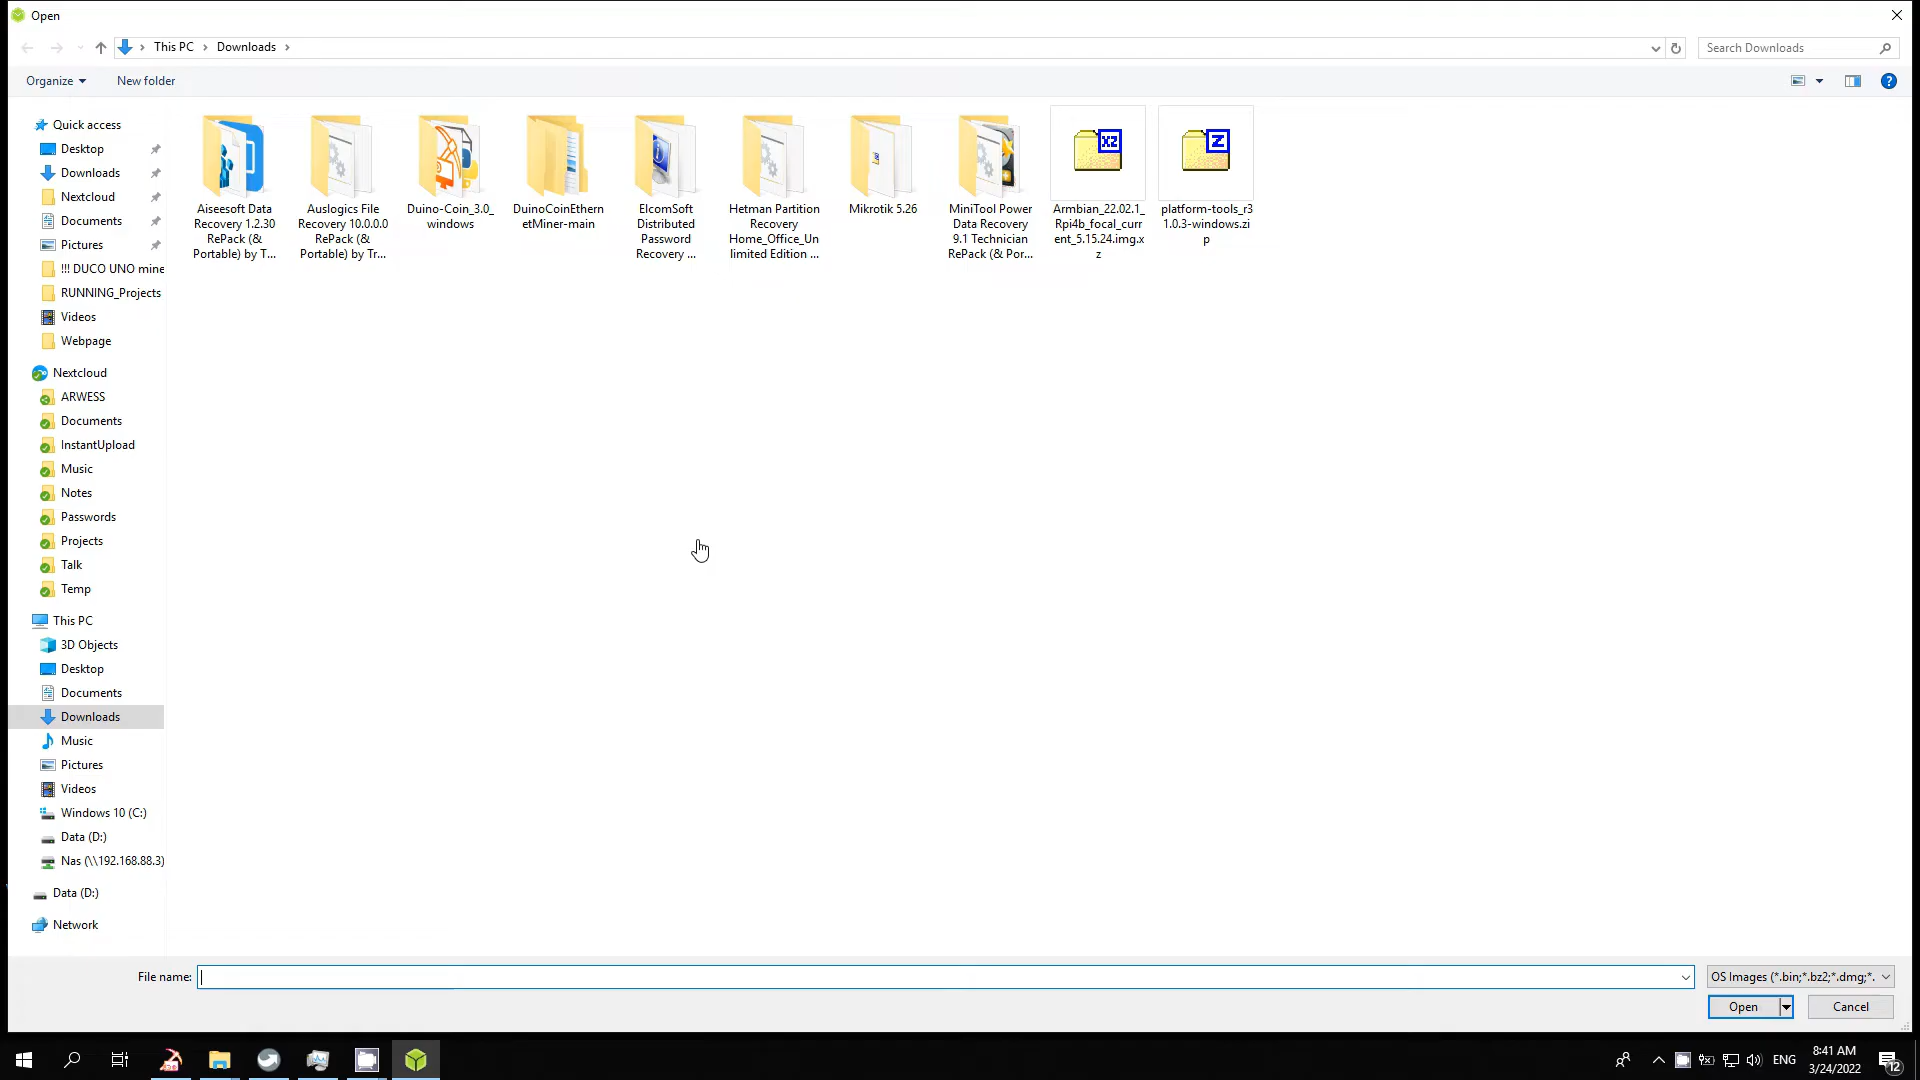 Open
This PC > Downloads >
Search Downloads
Organize
New folder
Quick access
Desktop
Downloads
Nextcloud
Documents
Pictures
!!! DUCO UNO mine
RUNNING_Projects
Videos
Webpage
Nextcloud
ARWESS
Documents
InstantUpload
Music
Notes
Passwords
Projects
Talk
Temp
This PC
3D Objects
Desktop
Documents
Downloads
Music
Pictures
Videos
Windows 10 (C:)
Data (D:)
Nas (\\192.168.88.3)
Data (D:)
Network
Aiseesoft Data
Recovery 1.2.30
RePack (&
Portable) by T...
Auslogics File
Recovery 10.0.0.0
RePack (&
Portable) by Tr...
Duino-Coin_3.0_
windows
DuinoCoinEthern
etMiner-main
ElcomSoft
Distributed
Password
Recovery ...
Hetman Partition
Recovery
Home_Office_Un
limited Edition ...
Mikrotik 5.26
MiniTool Power
Data Recovery
9.1 Technician
RePack (& Por...
XZ
Armbian_22.02.1_
Rpi4b_focal_curr
ent_5.15.24.img.x
z
Z
platform-tools_r3
1.0.3-windows.zi
p
File name:
OS Images (*.bin;*.bz2;*.dmg;*.
Open
Cancel
ENG
8:41 AM
3/24/2022
12